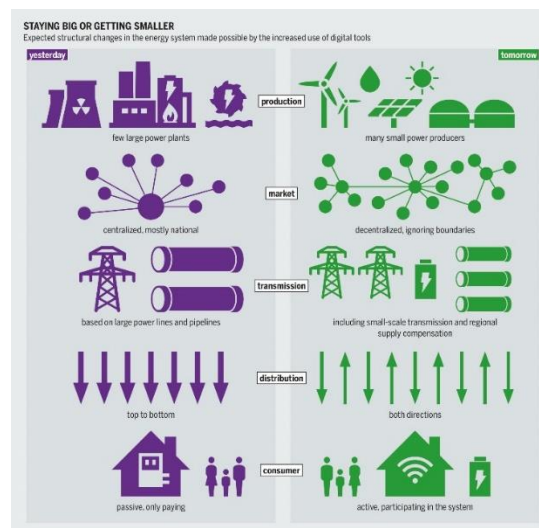 STAYING BIG OR GETTING SMALLER
Expected structural changes in the energy system made possible by the increased use of digital tools
yesterday
tomorrow
production
few large power plants
many small power producers
market
centralized, mostly national
decentralized, ignoring boundaries
transmission
based on large power lines and pipelines
including small-scale transmission and regional
supply compensation
distribution
top to bottom
both directions
consumer
passive, only paying
active, participating in the system